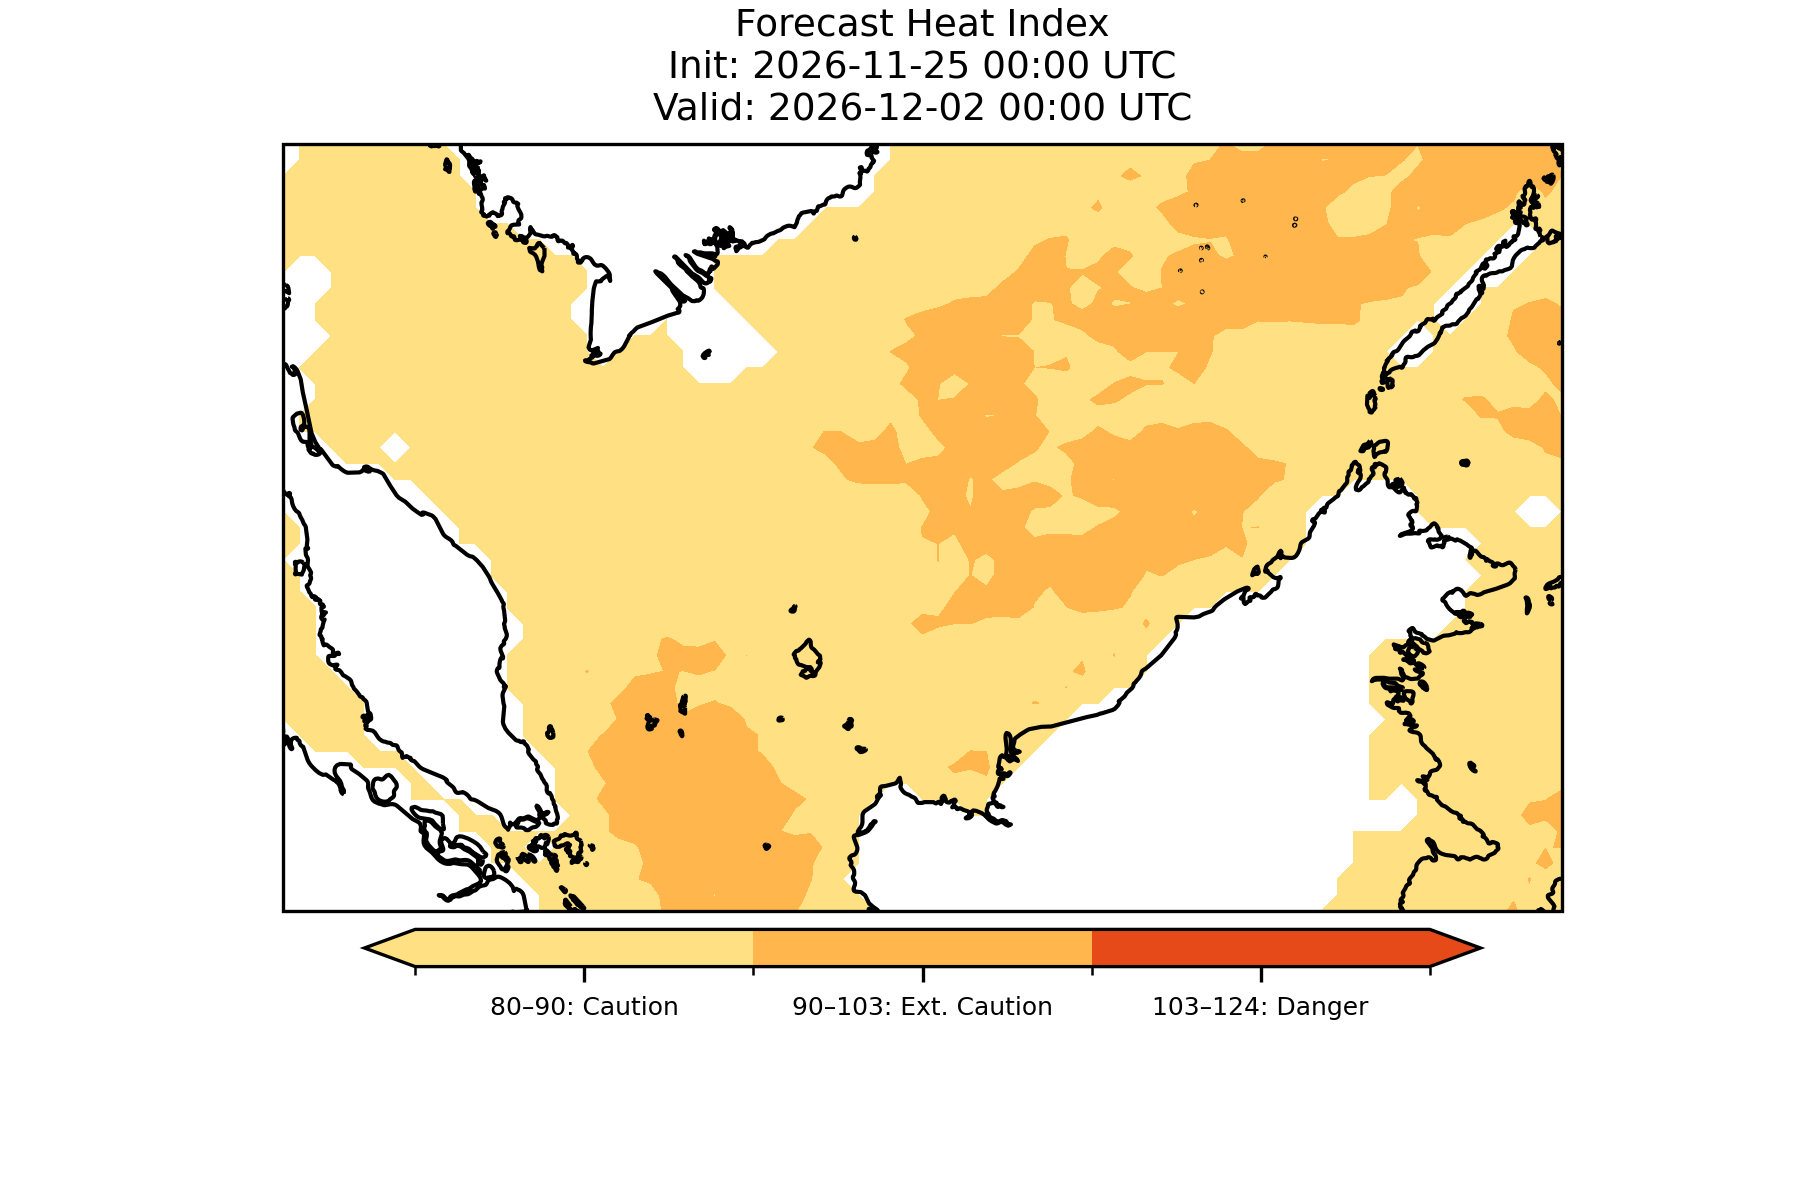 Forecast Heat Index
Init: 2026-11-25 00:00 UTC
Valid: 2026-12-02 00:00 UTC
80–90: Caution
90–103: Ext. Caution
103–124: Danger